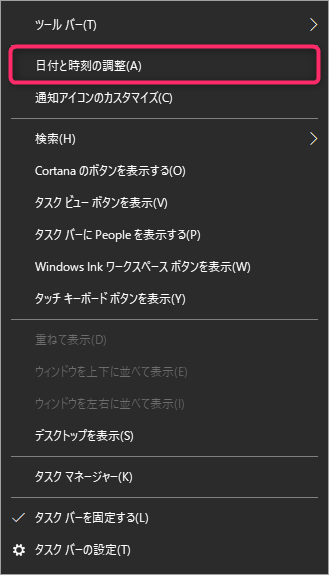 ツール バー(T)
日付と時刻の調整(A)
通知アイコンのカスタマイズ(C)
検索(H)
Cortana のボタンを表示する(O)
タスク ビュー ボタンを表示(V)
タスク バーに People を表示する(P)
Windows Ink ワークスペース ボタンを表示(W)
タッチ キーボード ボタンを表示(Y)
重ねて表示(D)
ウィンドウを上下に並べて表示(E)
ウィンドウを左右に並べて表示(I)
デスクトップを表示(S)
タスク マネージャー(K)
タスク バーを固定する(L)
タスク バーの設定(T)